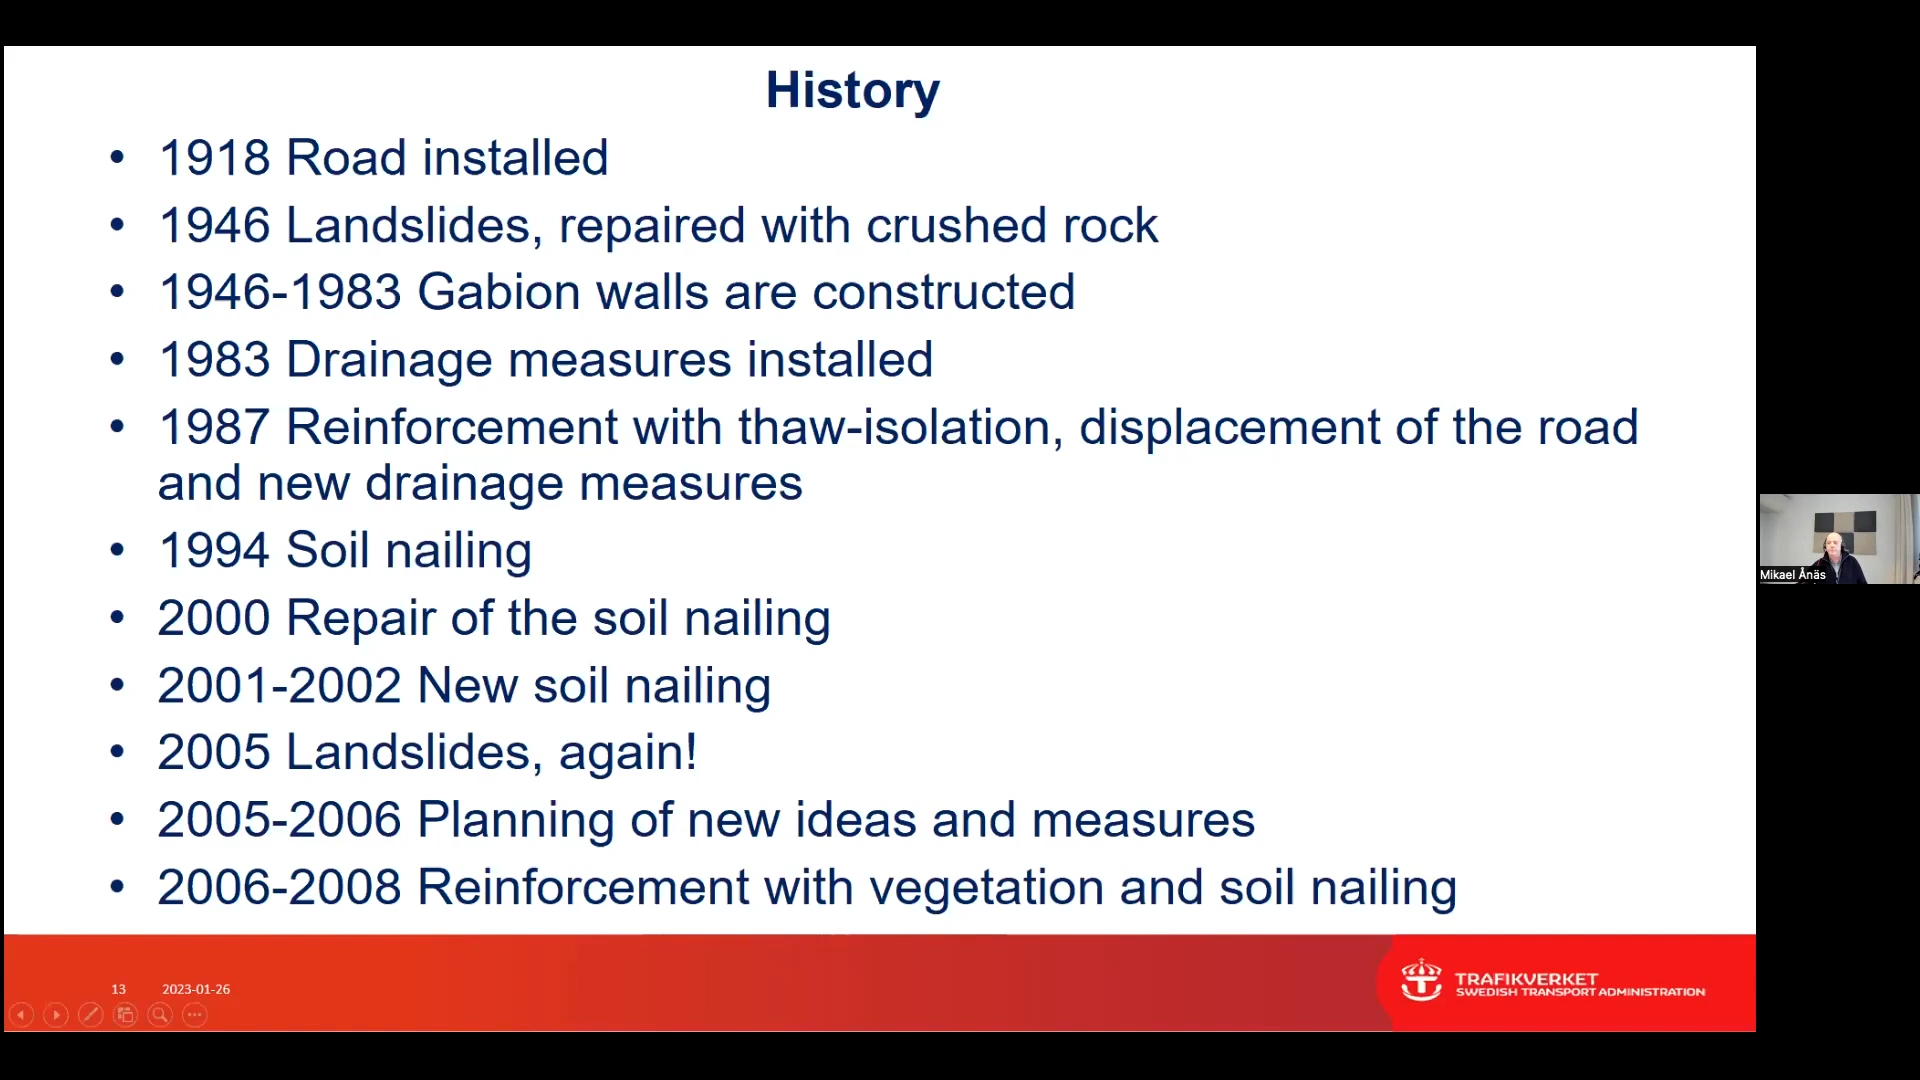 History
• 1918 Road installed
• 1946 Landslides, repaired with crushed rock
• 1946-1983 Gabion walls are constructed
• 1983 Drainage measures installed
• 1987 Reinforcement with thaw-isolation, displacement of the road
and new drainage measures
• 1994 Soil nailing
• 2000 Repair of the soil nailing
• 2001-2002 New soil nailing
• 2005 Landslides, again!
• 2005-2006 Planning of new ideas and measures
• 2006-2008 Reinforcement with vegetation and soil nailing
Mikael Ånäs
13 2023-01-26
TRAFIKVERKET
SWEDISH TRANSPORT ADMINISTRATION